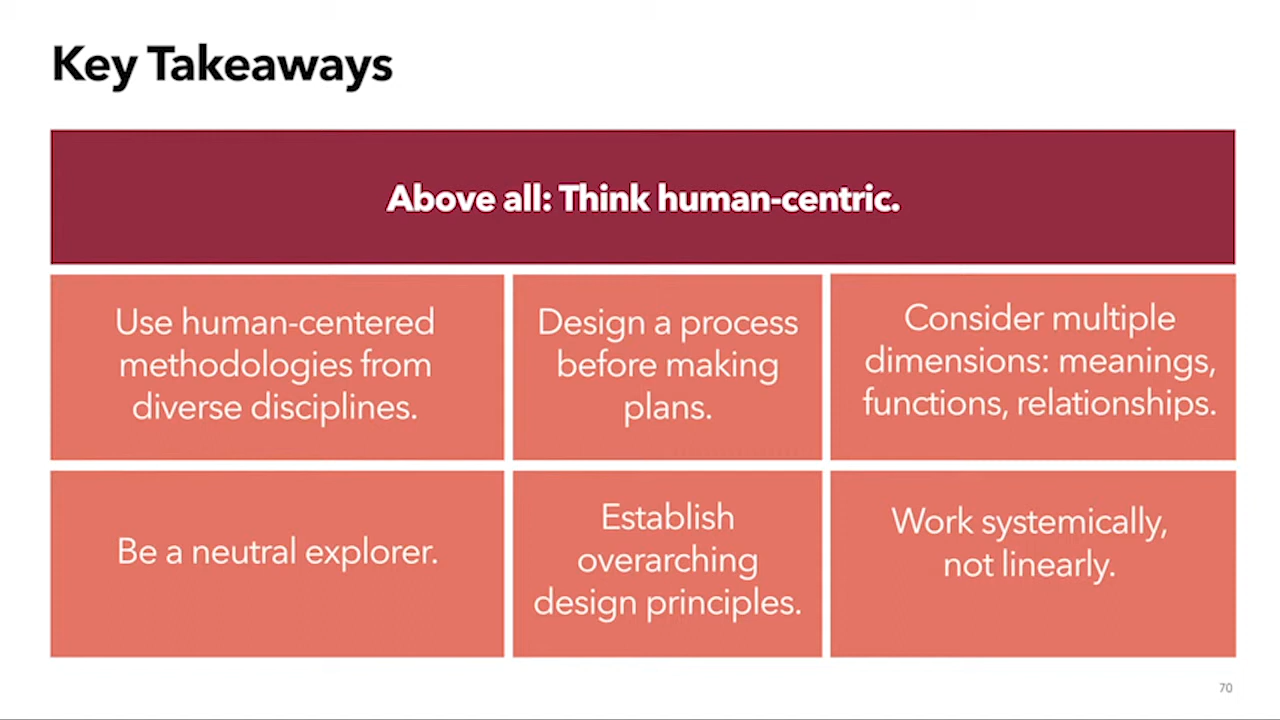 Key Takeaways
Above all: Think human-centric.
Use human-centered
methodologies from
diverse disciplines.
Design a process
before making
plans.
Consider multiple
dimensions: meanings,
functions, relationships.
Be a neutral explorer.
Establish
overarching
design principles.
Work systemically,
not linearly.
70